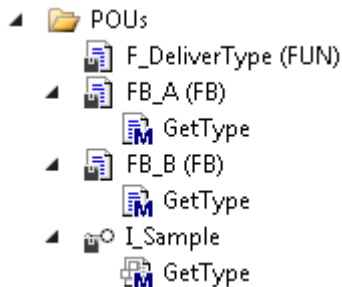 POUs
F_DeliverType (FUN)
FB_A (FB)
GetType
FB_B (FB)
GetType
I_Sample
GetType